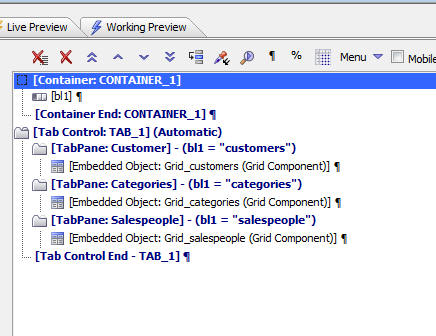 Live Preview Working Preview
¶ % Menu Mobile
[Container: CONTAINER_1]
[bl1] ¶
[Container End: CONTAINER_1] ¶
[Tab Control: TAB_1] (Automatic)
[TabPane: Customer] - (bl1 = "customers")
[Embedded Object: Grid_customers (Grid Component)] ¶
[TabPane: Categories] - (bl1 = "categories")
[Embedded Object: Grid_categories (Grid Component)] ¶
[TabPane: Salespeople] - (bl1 = "salespeople")
[Embedded Object: Grid_salespeople (Grid Component)] ¶
[Tab Control End - TAB_1] ¶